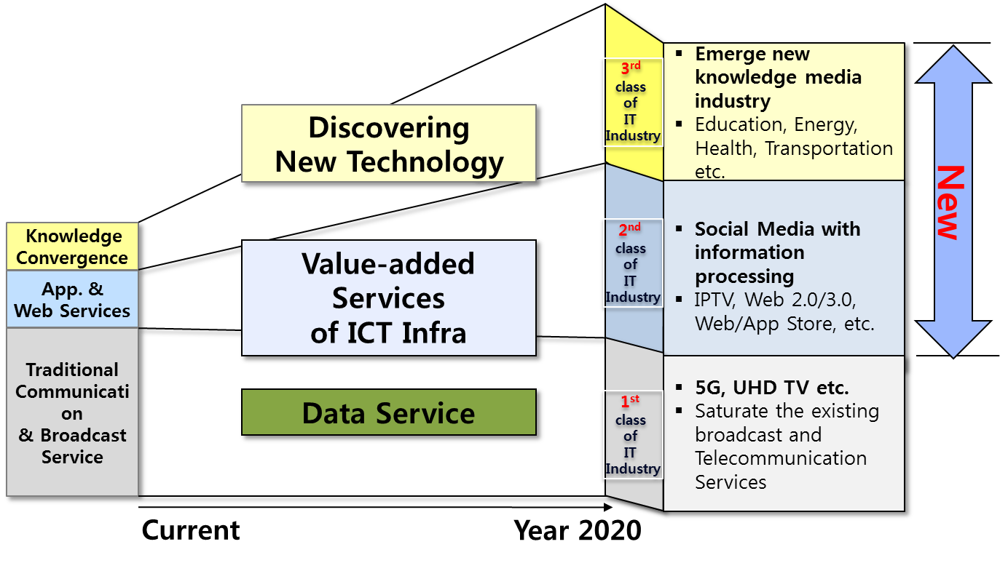 Knowledge
Convergence
App. &
Web Services
Traditional
Communicati
on
& Broadcast
Service
Discovering
New Technology
Value-added
Services
of ICT Infra
Data Service
3rd
class
of
IT
Industry
2nd
class
of
IT
Industry
1st
class
of
IT
Industry
▪ Emerge new
knowledge media
industry
▪ Education, Energy,
Health, Transportation
etc.
▪ Social Media with
information
processing
▪ IPTV, Web 2.0/3.0,
Web/App Store, etc.
▪ 5G, UHD TV etc.
▪ Saturate the existing
broadcast and
Telecommunication
Services
New
Current
Year 2020